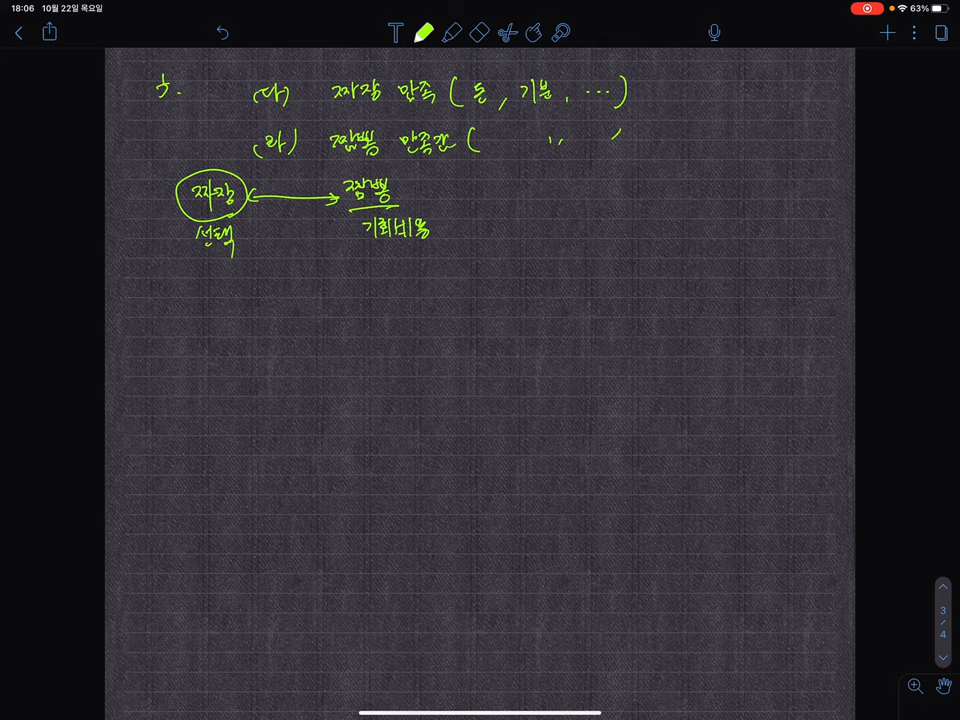 18:06 10월 22일 목요일
63%
(다) 짜장 만족 ( 돈, 기분, ... )
(라) 짬뽕 만족감 ( 〃 )
짜장 ↔ 짬뽕
선택 기회비용
3
/
4